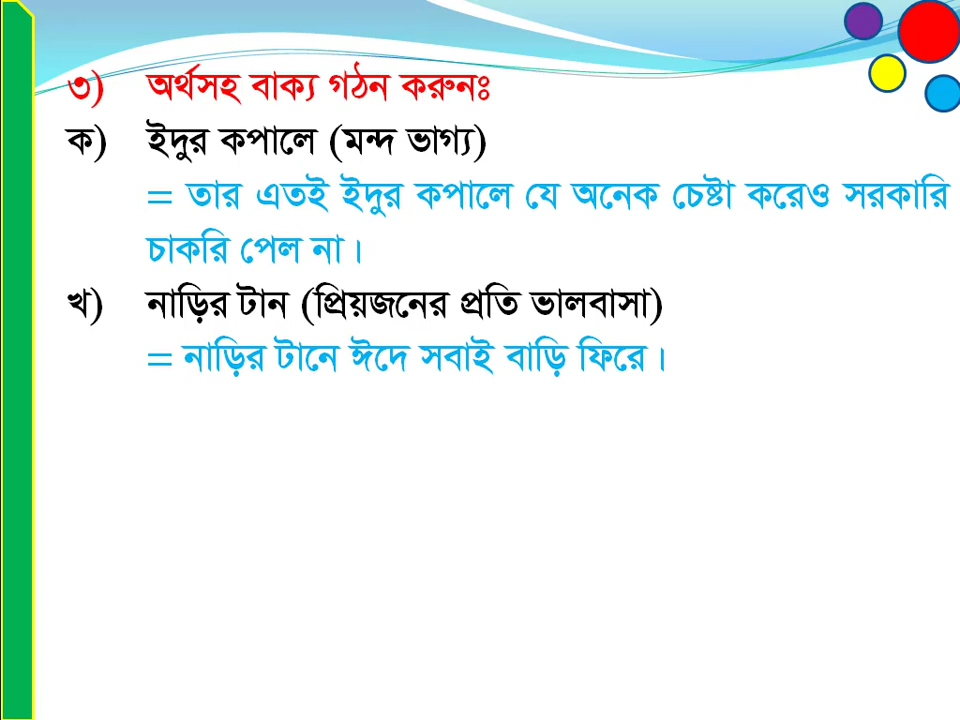 ৩) অর্থসহ বাক্য গঠন করুনঃ
ক) ইদুর কপালে (মন্দ ভাগ্য)
= তার এতই ইদুর কপালে যে অনেক চেষ্টা করেও সরকারি
চাকরি পেল না।
খ) নাড়ির টান (প্রিয়জনের প্রতি ভালবাসা)
= নাড়ির টানে ঈদে সবাই বাড়ি ফিরে।